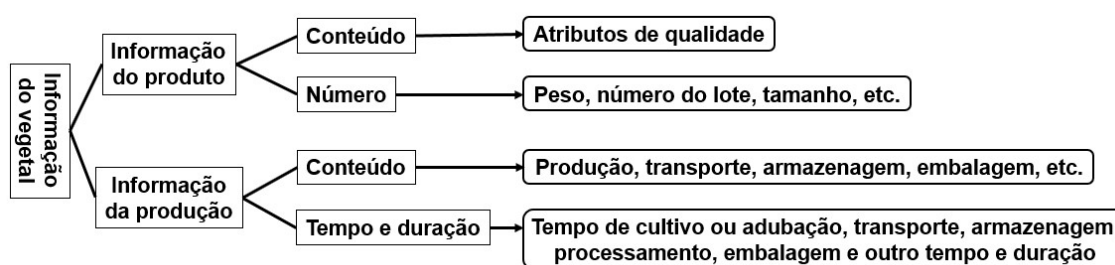 Informação
do vegetal
Informação
do produto
Conteúdo
Atributos de qualidade
Número
Peso, número do lote, tamanho, etc.
Informação
da produção
Conteúdo
Produção, transporte, armazenagem, embalagem, etc.
Tempo e duração
Tempo de cultivo ou adubação, transporte, armazenagem
processamento, embalagem e outro tempo e duração